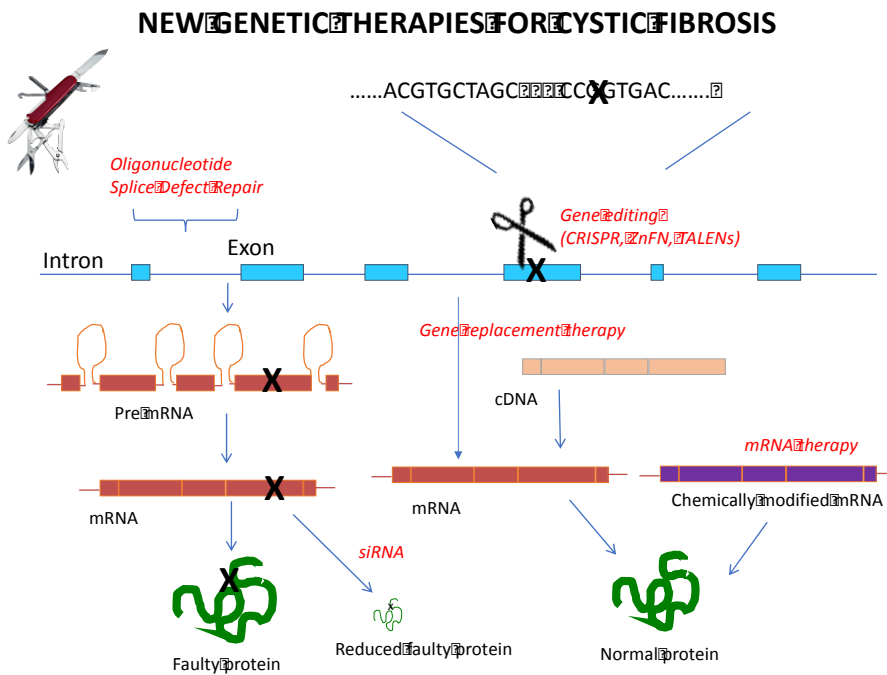 NEW GENETIC THERAPIES FOR CYSTIC FIBROSIS
……ACGTGCTAGC CCGGTGAC…….
Oligonucleotide
Splice Defect Repair
Gene editing
(CRISPR, ZnFN, TALENs)
Intron
Exon
X
Gene replacement therapy
X
cDNA
Pre mRNA
mRNA therapy
X
mRNA
mRNA
Chemically modified mRNA
siRNA
X
x
Faulty protein
Reduced faulty protein
Normal protein